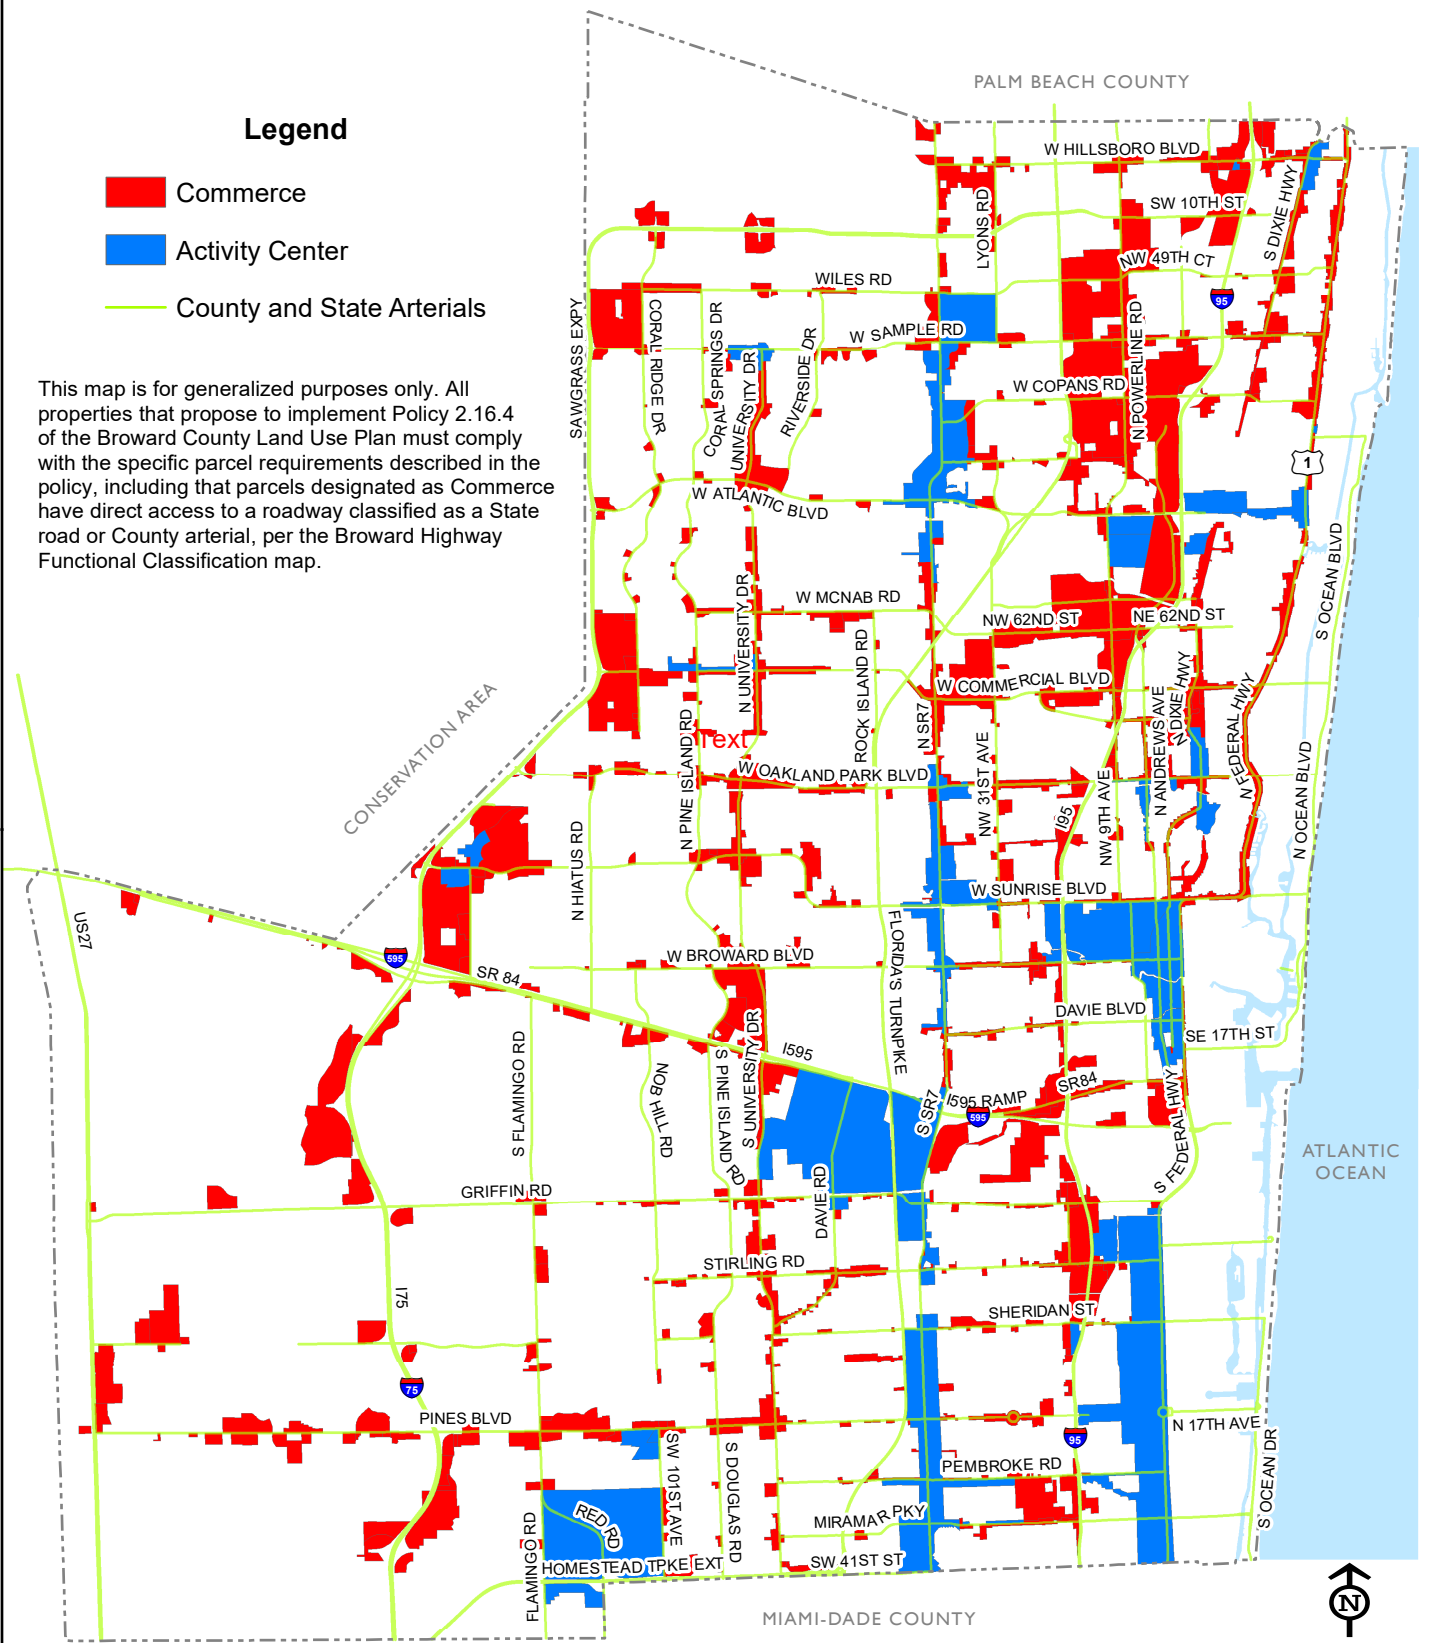 PALM BEACH COUNTY
Legend
Commerce
Activity Center
County and State Arterials
This map is for generalized purposes only. All
properties that propose to implement Policy 2.16.4
of the Broward County Land Use Plan must comply
with the specific parcel requirements described in the
policy, including that parcels designated as Commerce
have direct access to a roadway classified as a State
road or County arterial, per the Broward Highway
Functional Classification map.
W HILLSBORO BLVD
SW 10TH ST
LYONS RD
S DIXIE HWY
NW 49TH CT
WILES RD
95
SAWGRASS EXPY
CORAL RIDGE DR
CORAL SPRINGS DR
UNIVERSITY DR
RIVERSIDE DR
W SAMPLE RD
N POWERLINE RD
W COPANS RD
1
W ATLANTIC BLVD
S OCEAN BLVD
N UNIVERSITY DR
W MCNAB RD
NW 62ND ST
NE 62ND ST
ROCK ISLAND RD
W COMMERCIAL BLVD
CONSERVATION AREA
N PINE ISLAND RD
Text
N SR7
NW 31ST AVE
N ANDREWS AVE
N DIXIE HWY
N FEDERAL HWY
N OCEAN BLVD
W OAKLAND PARK BLVD
I95
NW 9TH AVE
N HIATUS RD
W SUNRISE BLVD
US27
595
SR 84
W BROWARD BLVD
FLORIDA'S TURNPIKE
DAVIE BLVD
SE 17TH ST
S FLAMINGO RD
NOB HILL RD
S PINE ISLAND RD
S UNIVERSITY DR
I595
S SR7
I595 RAMP
595
SR84
S FEDERAL HWY
ATLANTIC
OCEAN
GRIFFIN RD
DAVIE RD
STIRLING RD
I75
SHERIDAN ST
75
PINES BLVD
95
N 17TH AVE
SW 101ST AVE
S DOUGLAS RD
PEMBROKE RD
S OCEAN DR
RED RD
MIRAMAR PKY
FLAMINGO RD
HOMESTEAD TPKE EXT
SW 41ST ST
MIAMI-DADE COUNTY
N